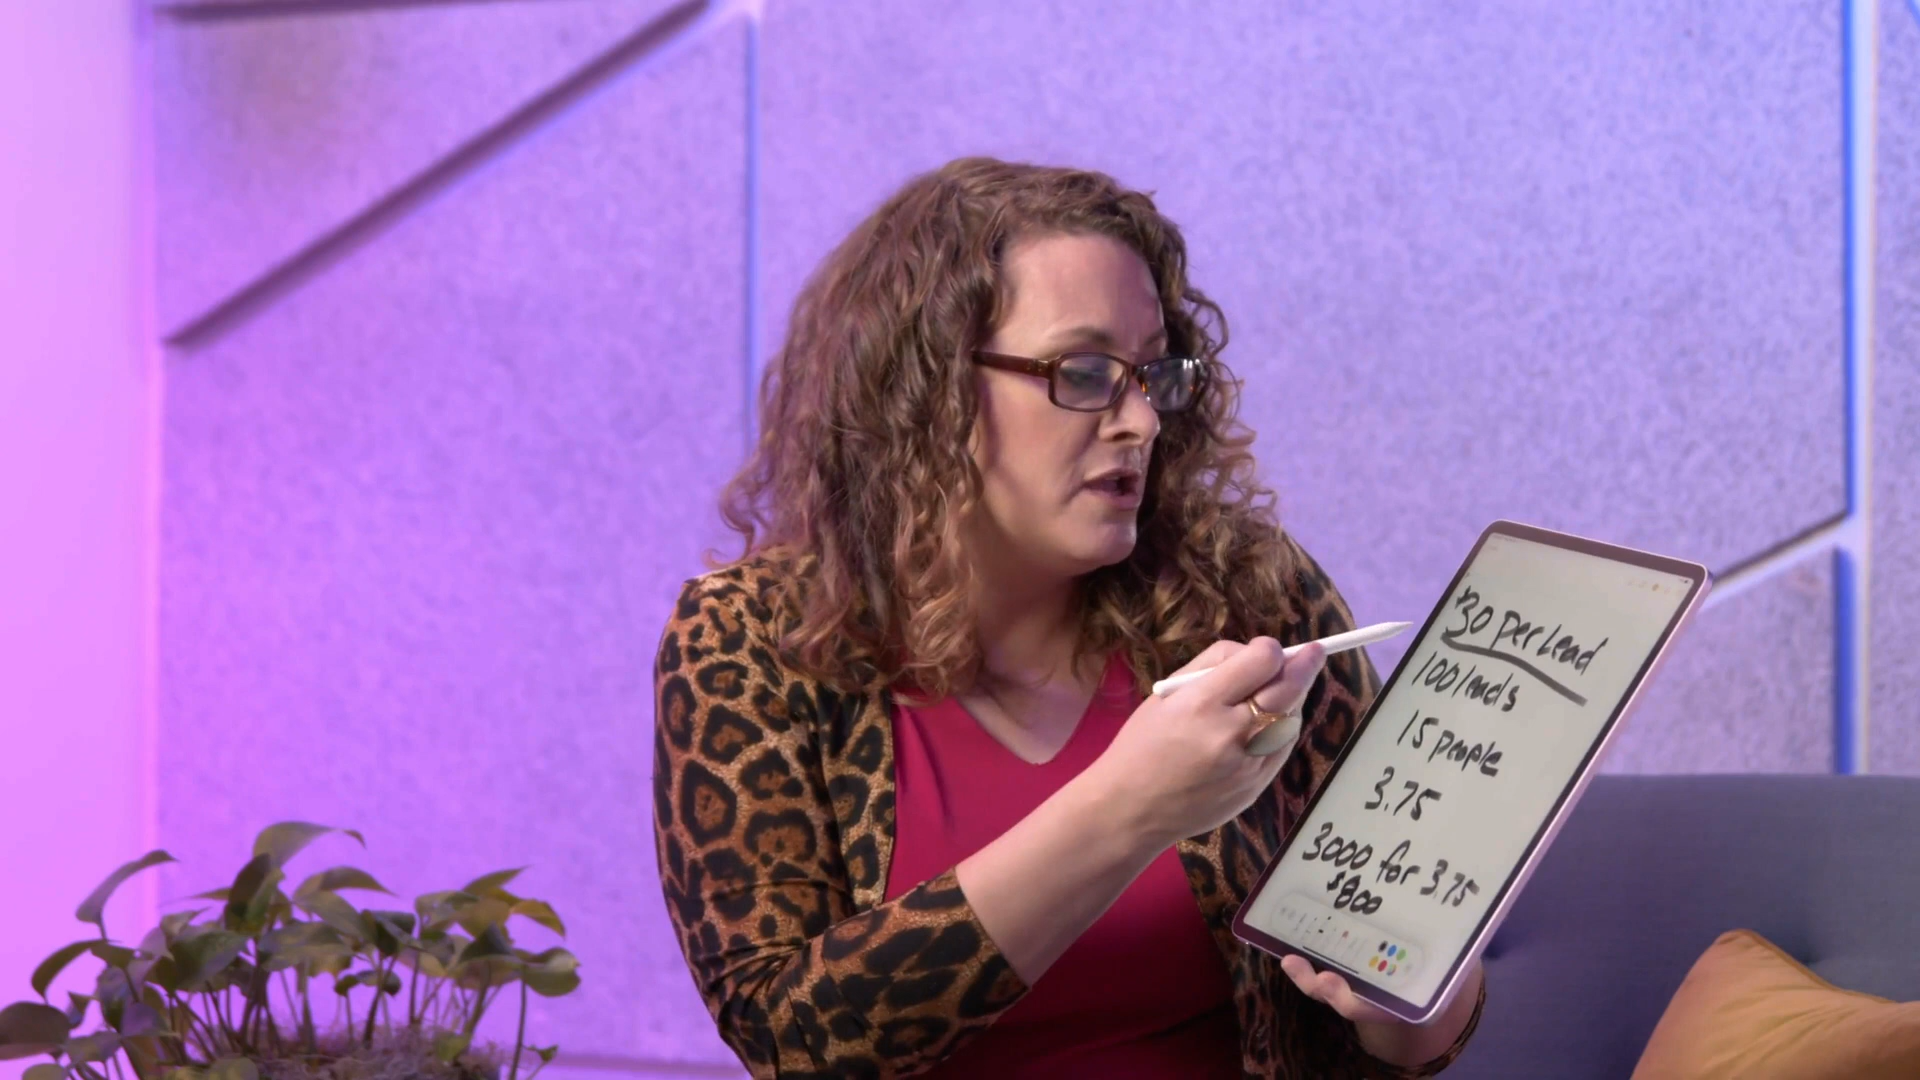 $30 per Lead
100 leads
15 people
3.75
3000 for 3.75
$800